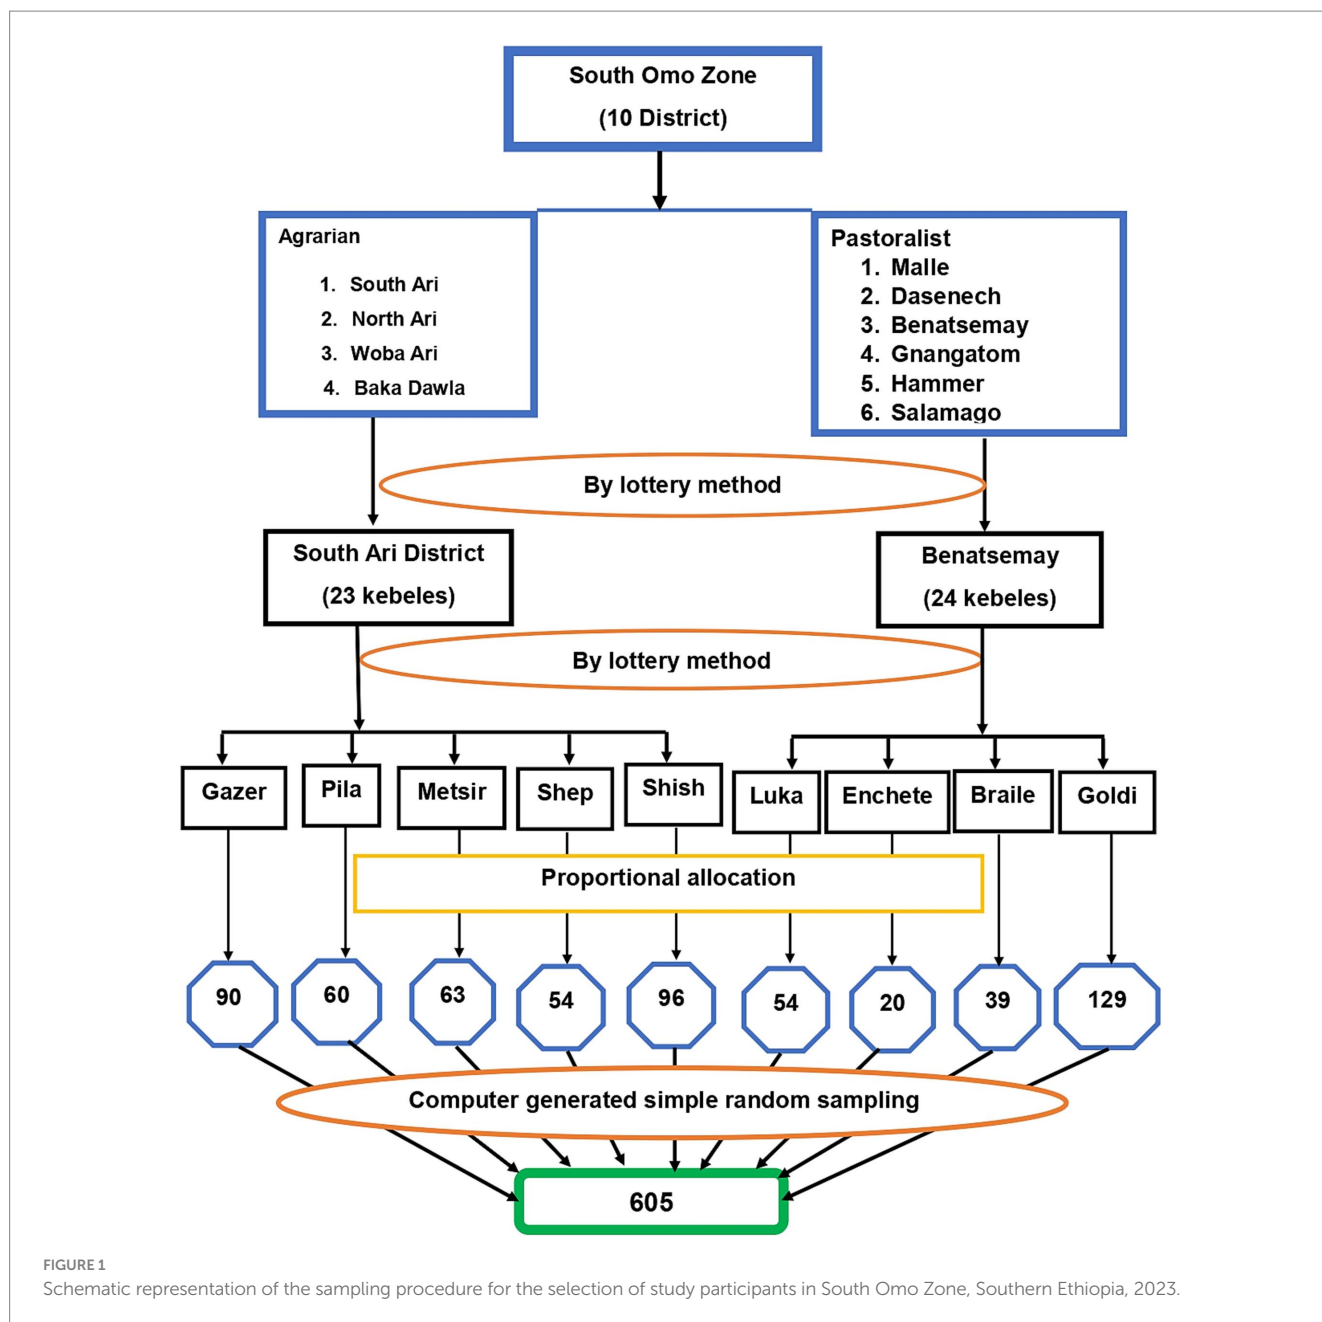 South Omo Zone
(10 District)
Agrarian
1. South Ari
2. North Ari
3. Woba Ari
4. Baka Dawla
Pastoralist
1. Malle
2. Dasenech
3. Benatsemay
4. Gnangatom
5. Hammer
6. Salamago
By lottery method
South Ari District
(23 kebeles)
Benatsemay
(24 kebeles)
By lottery method
Gazer
Pila
Metsir
Shep
Shish
Luka
Enchete
Braile
Goldi
Proportional allocation
90
60
63
54
96
54
20
39
129
Computer generated simple random sampling
605
FIGURE 1
Schematic representation of the sampling procedure for the selection of study participants in South Omo Zone, Southern Ethiopia, 2023.